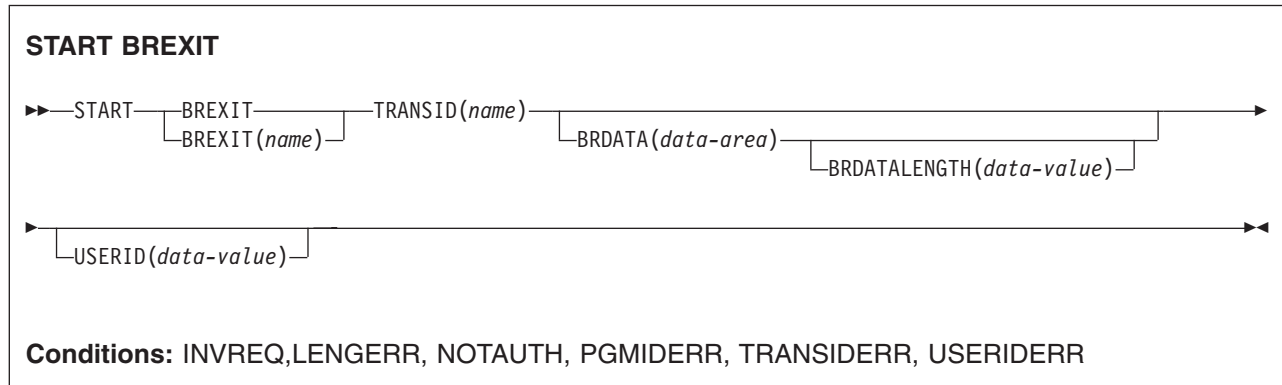 START BREXIT
START BREXIT TRANSID(name)
BREXIT(name) BRDATA(data-area)
BRDATALENGTH(data-value)
USERID(data-value)
Conditions: INVREQ,LENGERR, NOTAUTH, PGMIDERR, TRANSIDERR, USERIDERR